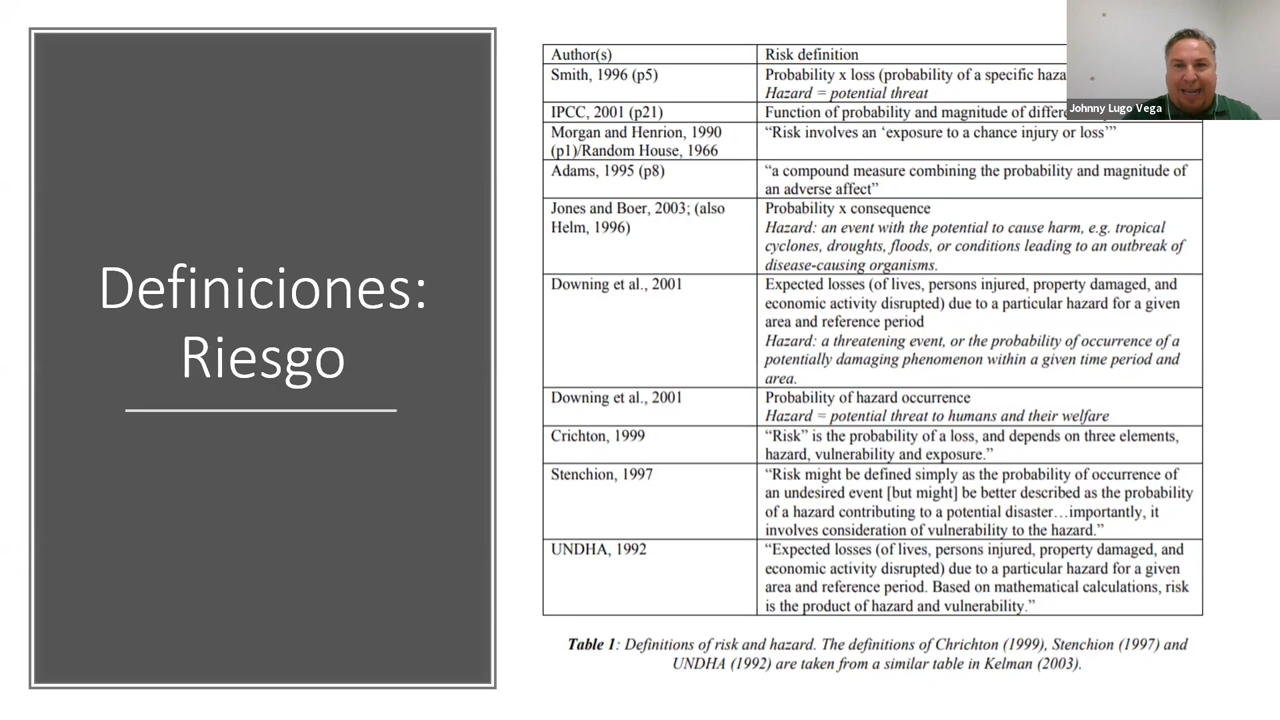 Definiciones:
Riesgo
Author(s)
Risk definition
Smith, 1996 (p5)
Probability x loss (probability of a specific
Hazard = potential threat
IPCC, 2001 (p21)
Function of probability and magnitude of
Morgan and Henrion, 1990
(p1)/Random House, 1966
“Risk involves an ‘exposure to a chance injury or loss’”
Adams, 1995 (p8)
“a compound measure combining the probability and magnitude of
an adverse affect”
Jones and Boer, 2003; (also
Helm, 1996)
Probability x consequence
Hazard: an event with the potential to cause harm, e.g. tropical
cyclones, droughts, floods, or conditions leading to an outbreak of
disease-causing organisms.
Downing et al., 2001
Expected losses (of lives, persons injured, property damaged, and
economic activity disrupted) due to a particular hazard for a given
area and reference period
Hazard: a threatening event, or the probability of occurrence of a
potentially damaging phenomenon within a given time period and
area.
Downing et al., 2001
Probability of hazard occurrence
Hazard = potential threat to humans and their welfare
Crichton, 1999
“Risk” is the probability of a loss, and depends on three elements,
hazard, vulnerability and exposure.”
Stenchion, 1997
“Risk might be defined simply as the probability of occurrence of
an undesired event [but might] be better described as the probability
of a hazard contributing to a potential disaster…importantly, it
involves consideration of vulnerability to the hazard.”
UNDHA, 1992
“Expected losses (of lives, persons injured, property damaged, and
economic activity disrupted) due to a particular hazard for a given
area and reference period. Based on mathematical calculations, risk
is the product of hazard and vulnerability.”
Table 1: Definitions of risk and hazard. The definitions of Chrichton (1999), Stenchion (1997) and
UNDHA (1992) are taken from a similar table in Kelman (2003).
Johnny Lugo Vega